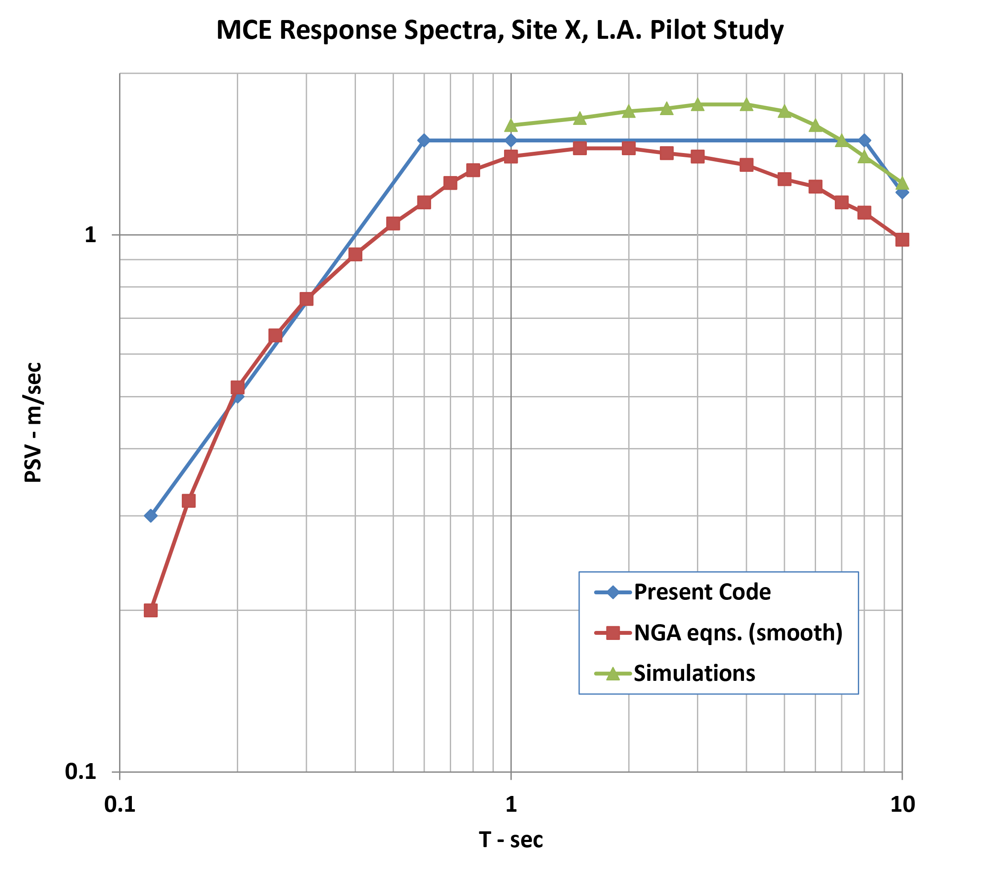 MCE Response Spectra, Site X, L.A. Pilot Study
PSV - m/sec
1
0.1
0.1
1
10
T - sec
Present Code
NGA eqns. (smooth)
Simulations